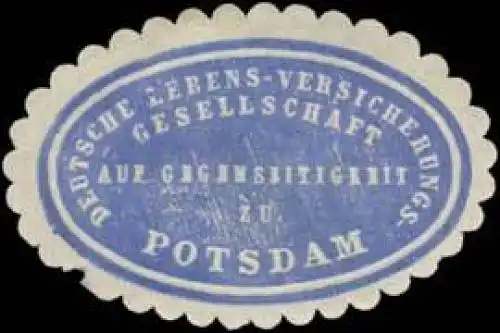 DEUTSCHE LEBENS-VERSICHERUNGS-
GESELLSCHAFT
AUF GEGENSEITIGKEIT
ZU
POTSDAM